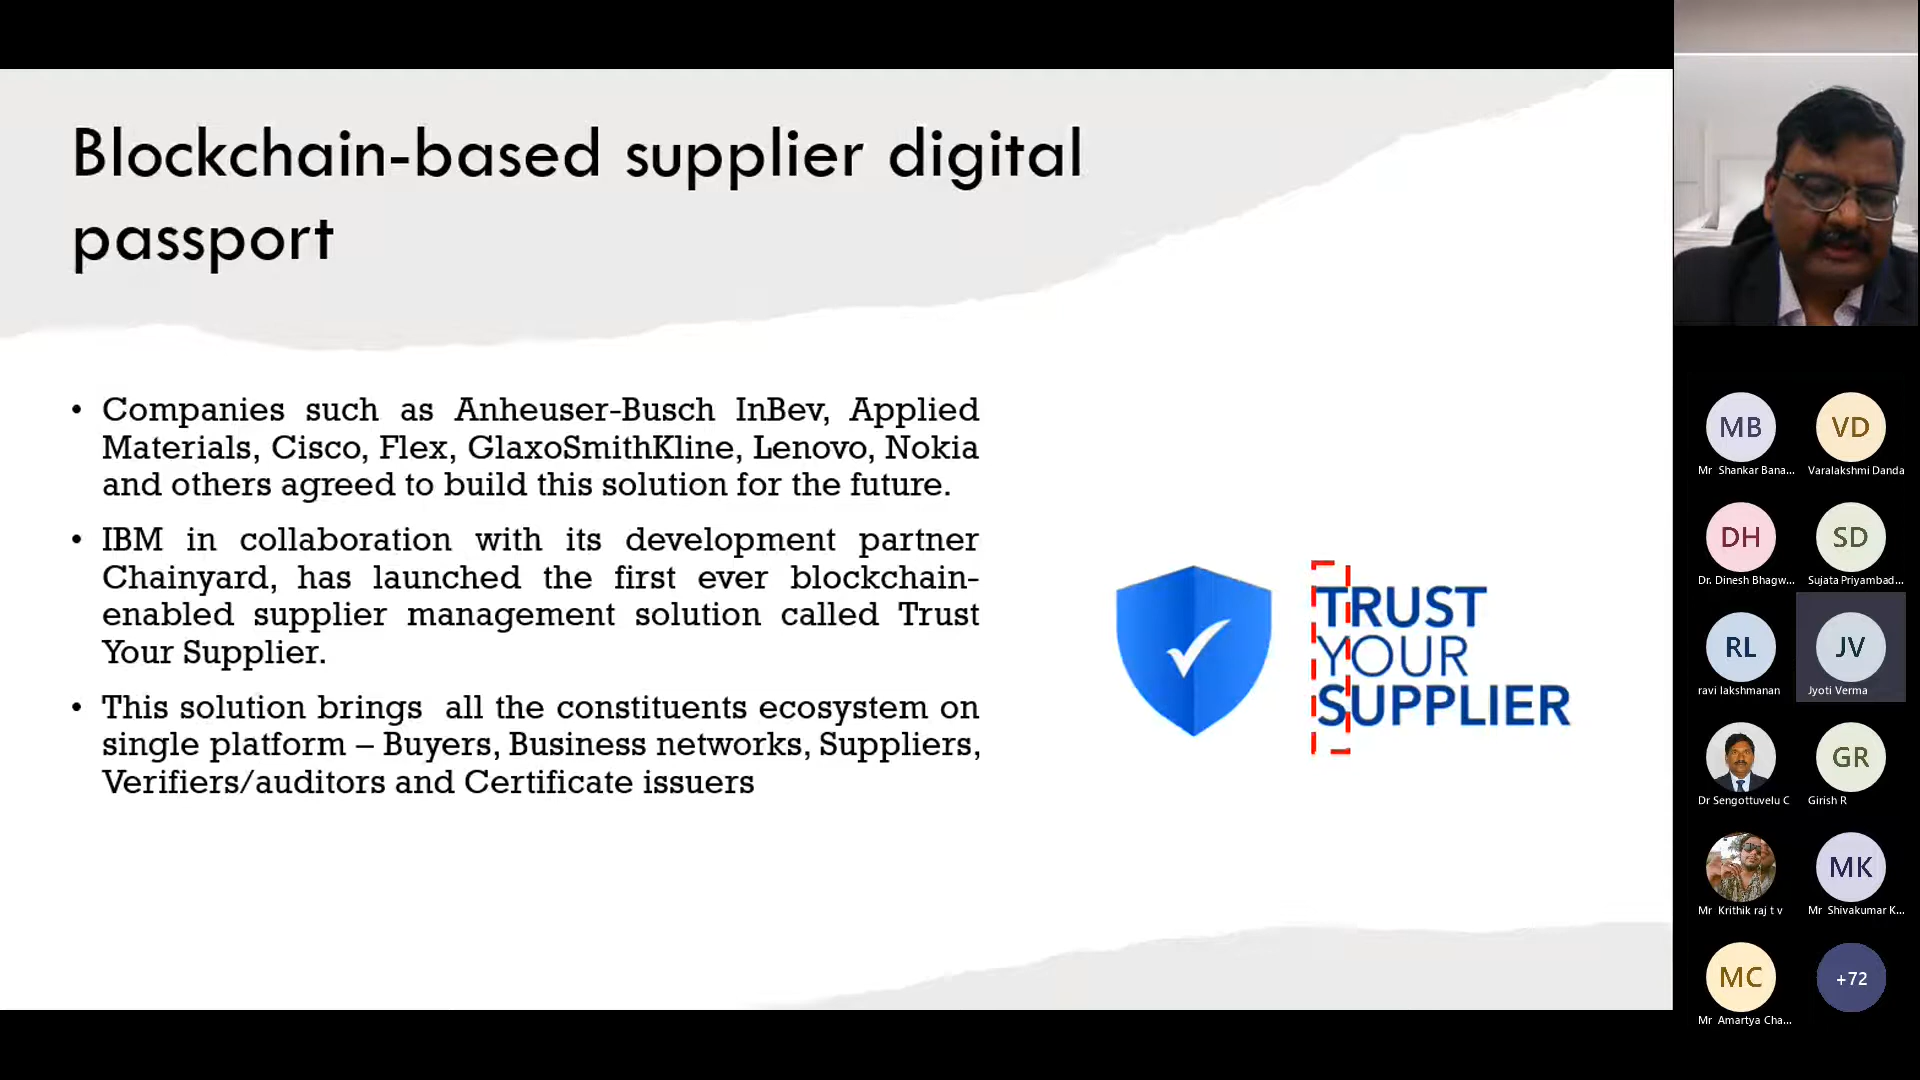 Blockchain-based supplier digital
passport
• Companies such as Anheuser-Busch InBev, Applied
Materials, Cisco, Flex, GlaxoSmithKline, Lenovo, Nokia
and others agreed to build this solution for the future.
• IBM in collaboration with its development partner
Chainyard, has launched the first ever blockchain-
enabled supplier management solution called Trust
Your Supplier.
• This solution brings all the constituents ecosystem on
single platform – Buyers, Business networks, Suppliers,
Verifiers/auditors and Certificate issuers
TRUST
YOUR
SUPPLIER
MB
Mr Shankar Bana...
VD
Varalakshmi Danda
DH
Dr. Dinesh Bhagw...
SD
Sujata Priyambad...
RL
ravi lakshmanan
JV
Jyoti Verma
Dr Sengottuvelu C
GR
Girish R
Mr Krithik raj t v
MK
Mr Shivakumar K...
MC
Mr Amartya Cha...
+72